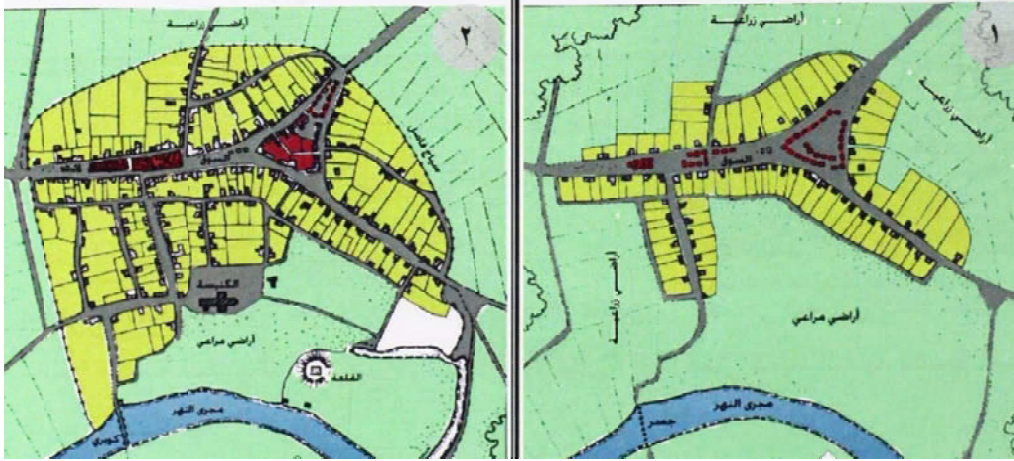 ١
أراضي زراعية
أراضي زراعية
السوق
أراضي زراعية
أراضي مراعي
مجرى النهر
جسر
٢
أراضي زراعية
سياج
السوق
الكنيسة
أراضي مراعي
القلعة
مجرى النهر
كوبري